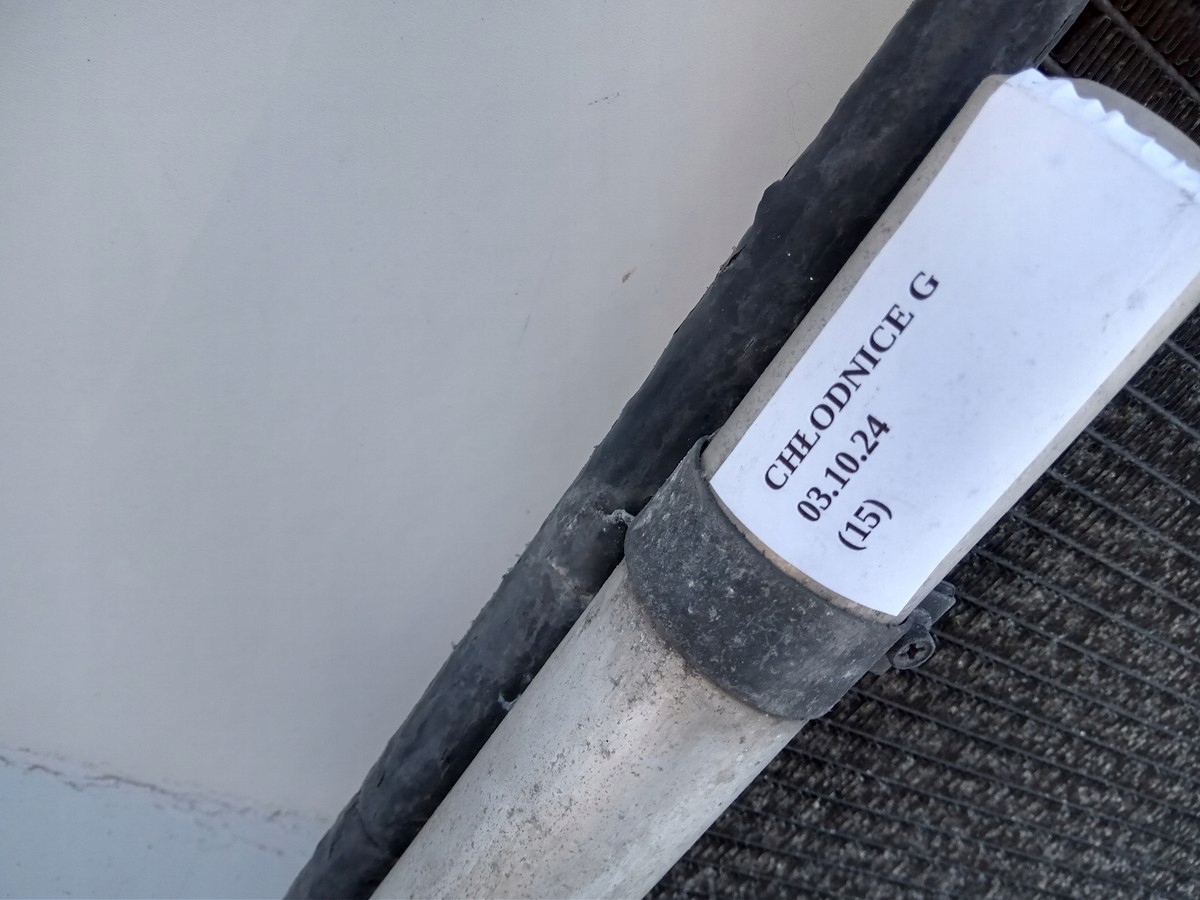 CHŁODNICE G
03.10.24
(15)